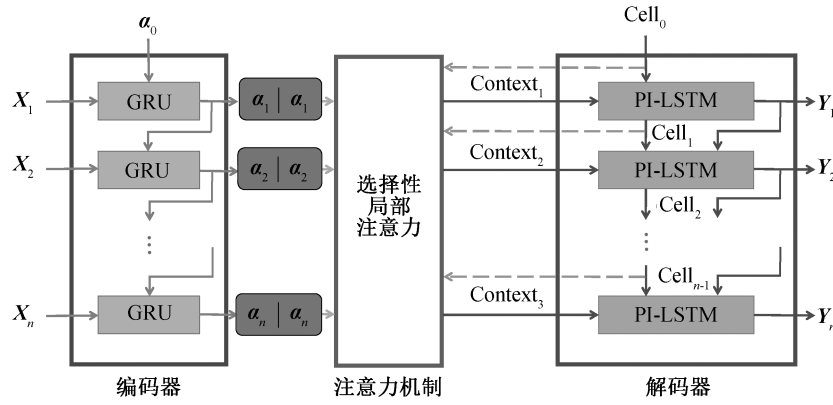 α₀
Cell₀
X₁
GRU
α₁ | α₁
Context₁
PI-LSTM
Y₁
Cell₁
X₂
GRU
α₂ | α₂
选择性
局部
注意力
Context₂
PI-LSTM
Y₂
Cell₂
⋮
⋮
Cellₙ₋₁
Xₙ
GRU
αₙ | αₙ
Context₃
PI-LSTM
Yₙ
编码器
注意力机制
解码器